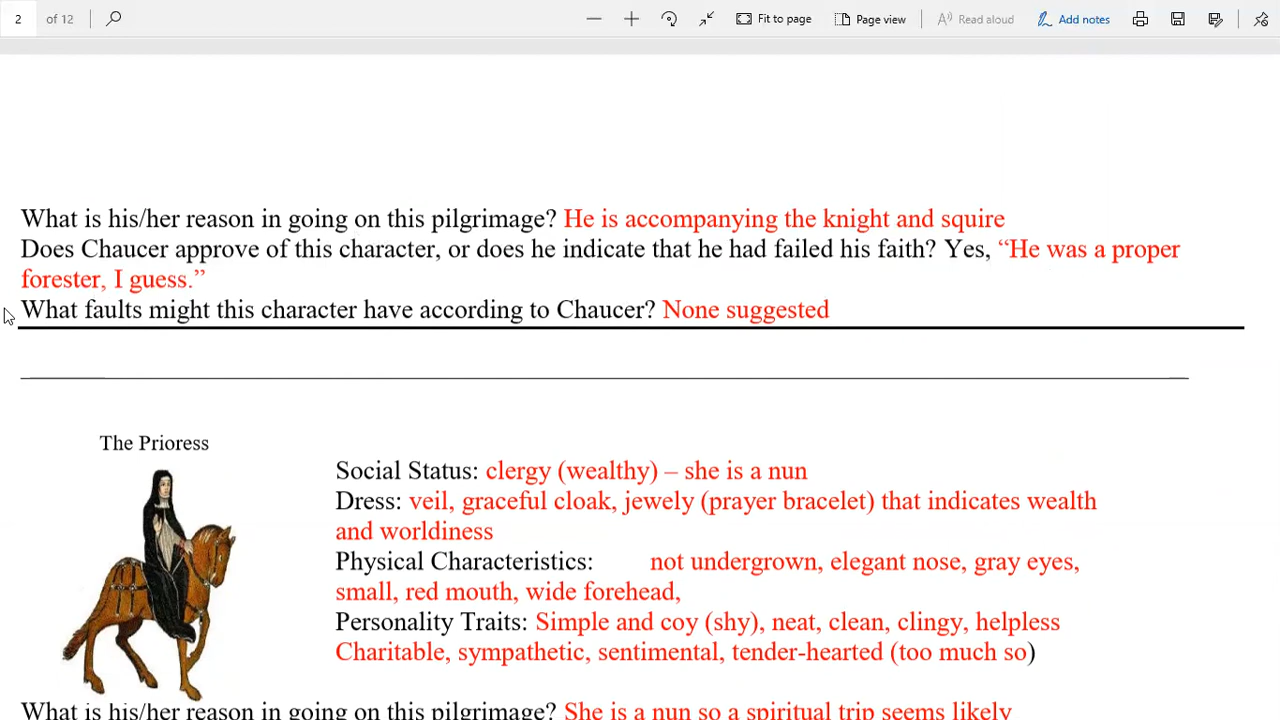 2 of 12 Fit to page Page view Read aloud Add notes
What is his/her reason in going on this pilgrimage? He is accompanying the knight and squire
Does Chaucer approve of this character, or does he indicate that he had failed his faith? Yes, “He was a proper
forester, I guess.”
What faults might this character have according to Chaucer? None suggested
The Prioress
Social Status: clergy (wealthy) – she is a nun
Dress: veil, graceful cloak, jewely (prayer bracelet) that indicates wealth
and worldiness
Physical Characteristics: not undergrown, elegant nose, gray eyes,
small, red mouth, wide forehead,
Personality Traits: Simple and coy (shy), neat, clean, clingy, helpless
Charitable, sympathetic, sentimental, tender-hearted (too much so)
What is his/her reason in going on this pilgrimage? She is a nun so a spiritual trip seems likely